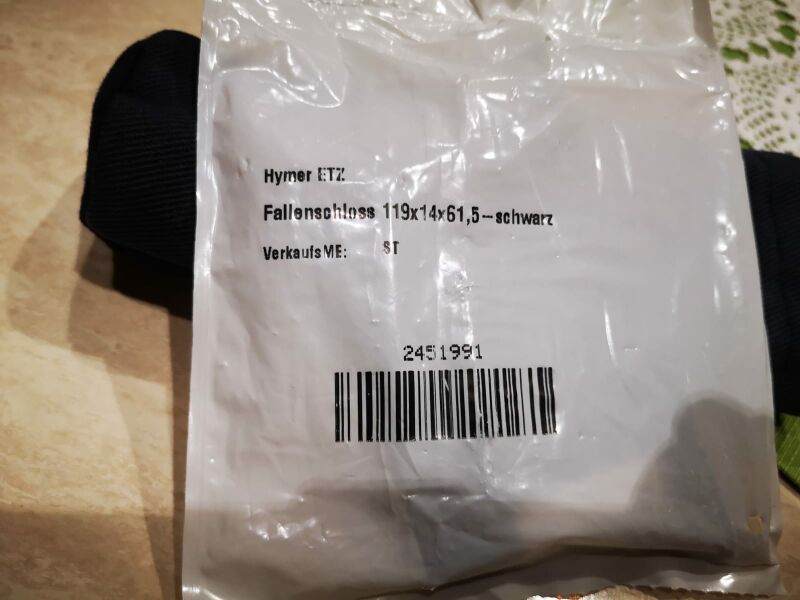 Hymer ETZ
Fallenschloss 119x14x61,5-schwarz
VerkaufsME: ST
2451991